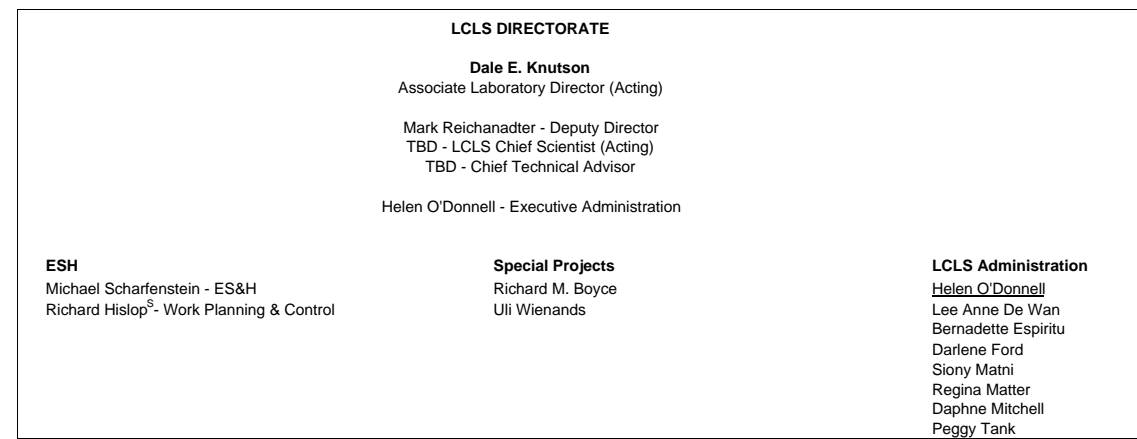 LCLS DIRECTORATE
Dale E. Knutson
Associate Laboratory Director (Acting)
Mark Reichanadter - Deputy Director
TBD - LCLS Chief Scientist (Acting)
TBD - Chief Technical Advisor
Helen O'Donnell - Executive Administration
ESH
Michael Scharfenstein - ES&H
Richard Hislop^S- Work Planning & Control
Special Projects
Richard M. Boyce
Uli Wienands
LCLS Administration
Helen O'Donnell
Lee Anne De Wan
Bernadette Espiritu
Darlene Ford
Siony Matni
Regina Matter
Daphne Mitchell
Peggy Tank